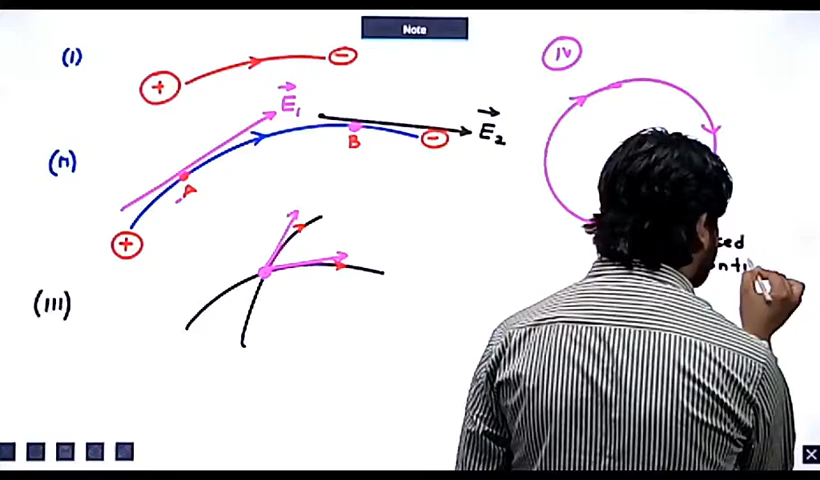 Note
(I)
+
−
(II)
E₁
E₂
A
B
+
−
(III)
IV